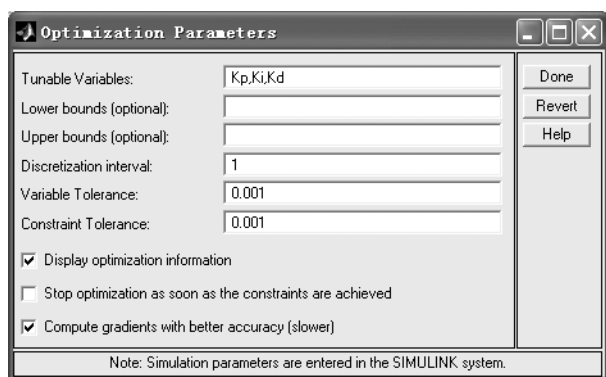 Optimization Parameters
Tunable Variables: Kp,Ki,Kd
Done
Lower bounds (optional):
Revert
Upper bounds (optional):
Help
Discretization interval: 1
Variable Tolerance: 0.001
Constraint Tolerance: 0.001
Display optimization information
Stop optimization as soon as the constraints are achieved
Compute gradients with better accuracy (slower)
Note: Simulation parameters are entered in the SIMULINK system.